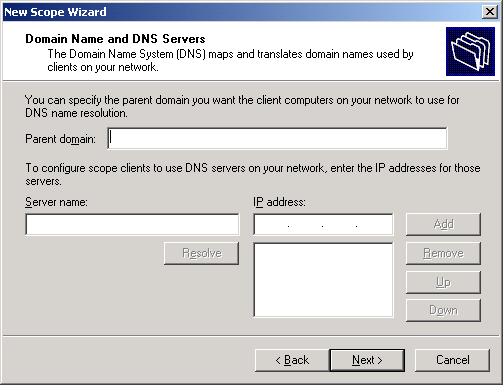 New Scope Wizard
Domain Name and DNS Servers
The Domain Name System (DNS) maps and translates domain names used by
clients on your network.
You can specify the parent domain you want the client computers on your network to use for
DNS name resolution.
Parent domain:
To configure scope clients to use DNS servers on your network, enter the IP addresses for those
servers.
Server name:
IP address:
. . .
Add
Resolve
Remove
Up
Down
< Back
Next >
Cancel